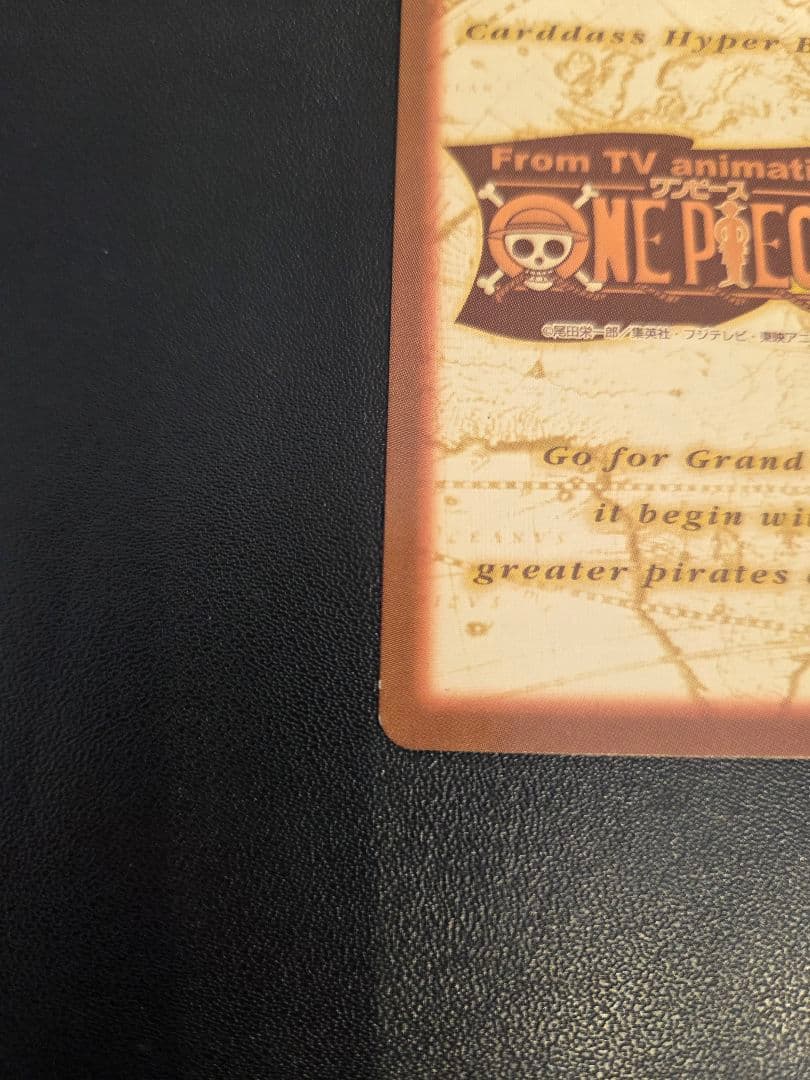 Carddass Hyper B
From TV animati
ワンピース
ONE PIEC
©尾田栄一郎／集英社・フジテレビ・東映アニ
Go for Grand
it begin wi
greater pirates